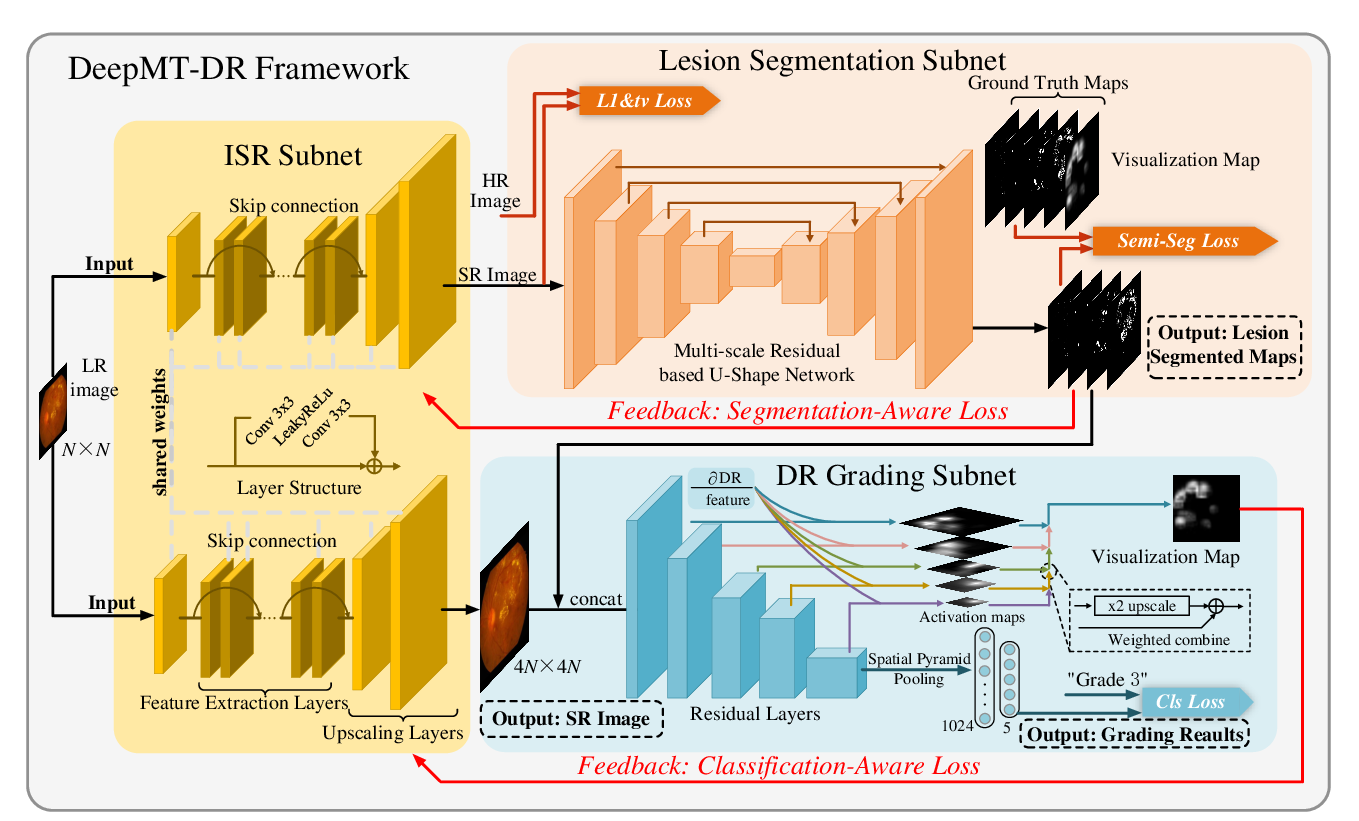 DeepMT-DR Framework
Lesion Segmentation Subnet
L1&tv Loss
Ground Truth Maps
Visualization Map
HR
Image
SR Image
Semi-Seg Loss
Multi-scale Residual
based U-Shape Network
Output: Lesion
Segmented Maps
Feedback: Segmentation-Aware Loss
ISR Subnet
Skip connection
Input
LR
image
N×N
shared weights
Conv 3x3
LeakyReLu
Conv 3x3
Layer Structure
Skip connection
Input
Feature Extraction Layers
Upscaling Layers
DR Grading Subnet
∂DR
feature
concat
4N×4N
Output: SR Image
Residual Layers
Activation maps
Visualization Map
x2 upscale
Weighted combine
Spatial Pyramid
Pooling
1024
5
"Grade 3"
Cls Loss
Output: Grading Reaults
Feedback: Classification-Aware Loss